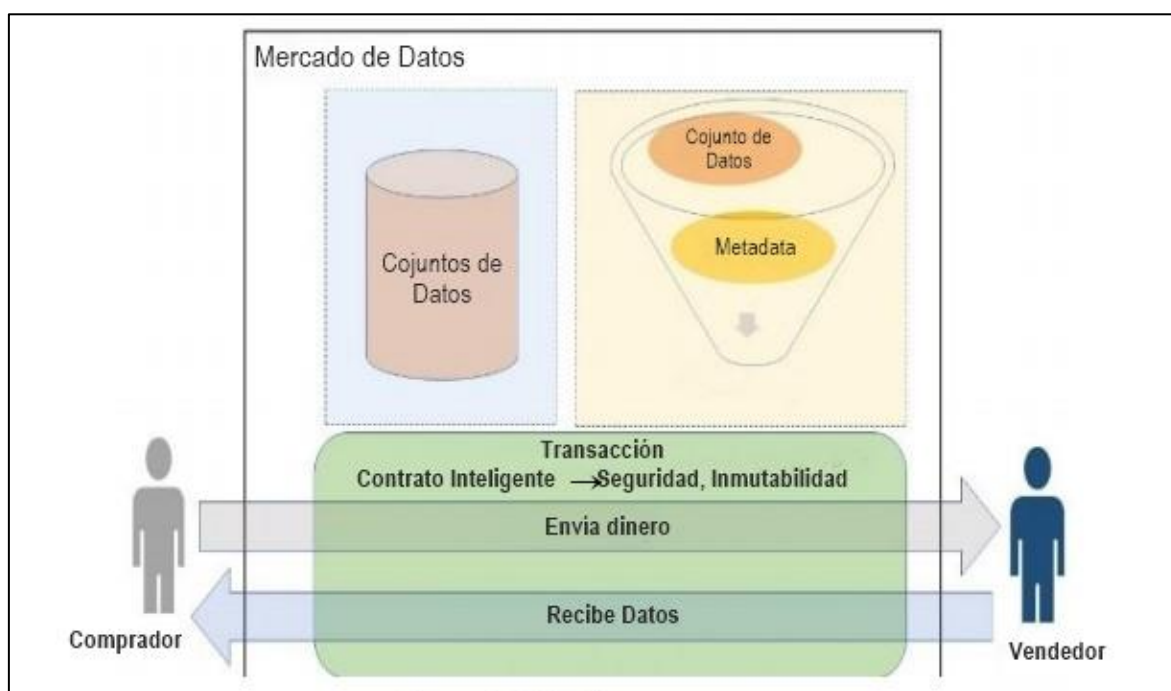 Mercado de Datos
Cojuntos de
Datos
Cojunto de
Datos
Metadata
Transacción
Contrato Inteligente → Seguridad, Inmutabilidad
Envia dinero
Recibe Datos
Comprador
Vendedor